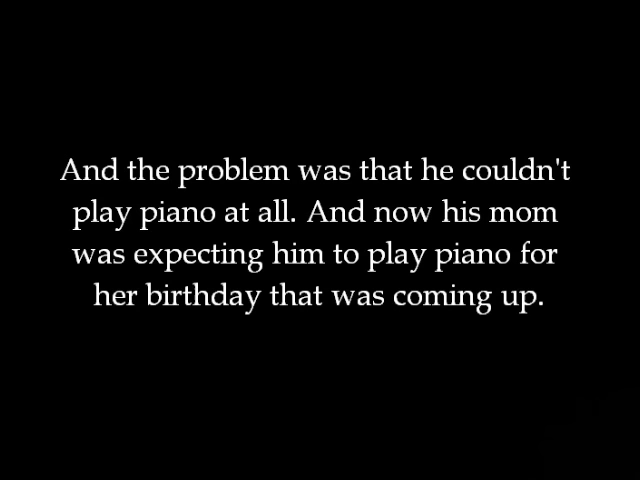 And the problem was that he couldn't
play piano at all. And now his mom
was expecting him to play piano for
her birthday that was coming up.